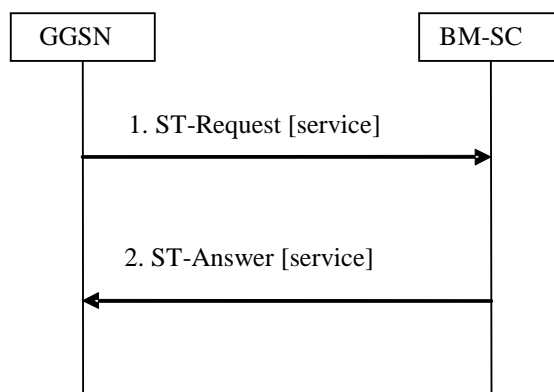 GGSN
BM-SC
1. ST-Request [service]
2. ST-Answer [service]